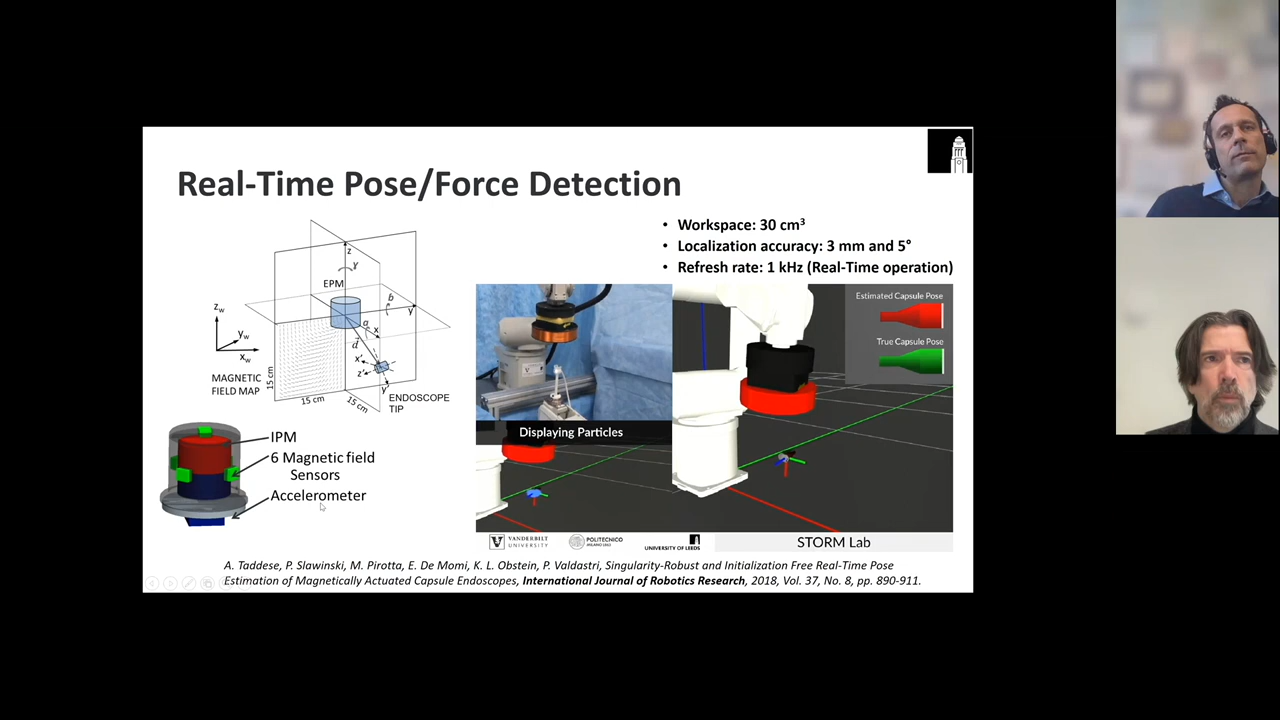 Real-Time Pose/Force Detection
• Workspace: 30 cm³
• Localization accuracy: 3 mm and 5°
• Refresh rate: 1 kHz (Real-Time operation)
z
γ
EPM
b
y
a
x
d
x'
z'
y'
z_w
y_w
x_w
MAGNETIC
FIELD MAP
15 cm
15 cm
15 cm
ENDOSCOPE
TIP
IPM
6 Magnetic field
Sensors
Accelerometer
Displaying Particles
Estimated Capsule Pose
True Capsule Pose
VANDERBILT
UNIVERSITY
POLITECNICO
MILANO 1863
UNIVERSITY OF LEEDS
STORM Lab
A. Taddese, P. Slawinski, M. Pirotta, E. De Momi, K. L. Obstein, P. Valdastri, Singularity-Robust and Initialization Free Real-Time Pose
Estimation of Magnetically Actuated Capsule Endoscopes, International Journal of Robotics Research, 2018, Vol. 37, No. 8, pp. 890-911.